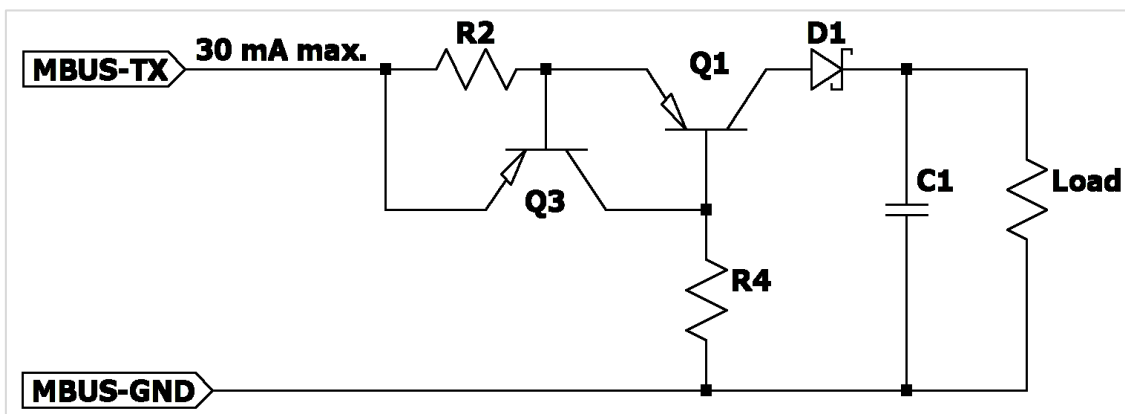 MBUS-TX
30 mA max.
R2
Q1
D1
Q3
C1
Load
R4
MBUS-GND